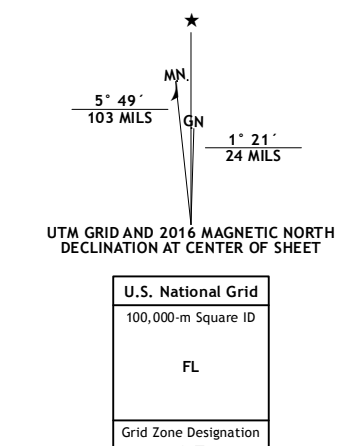 ★
MN.
5° 49´
103 MILS
GN
1° 21´
24 MILS
UTM GRID AND 2016 MAGNETIC NORTH
DECLINATION AT CENTER OF SHEET
U.S. National Grid
100,000-m Square ID
FL
Grid Zone Designation